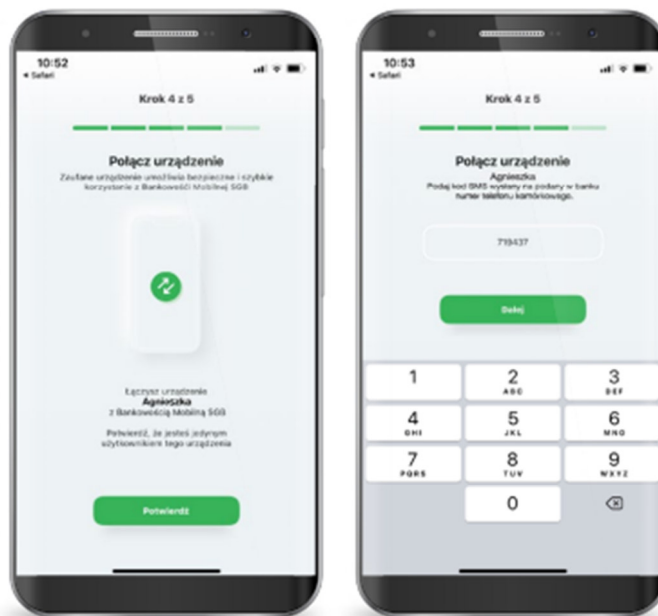 10:52
◂ Safari
Krok 4 z 5
Połącz urządzenie
Zaufane urządzenie umożliwia bezpieczne i szybkie
korzystanie z Bankowości Mobilnej SGB
Łączysz urządzenie
Agnieszka
z Bankowością Mobilną SGB
Potwierdź, że jesteś jedynym
użytkownikiem tego urządzenia
Potwierdź
10:53
◂ Safari
Krok 4 z 5
Połącz urządzenie
Agnieszka
Podaj kod SMS wysłany na podany w banku
numer telefonu komórkowego.
719437
Dalej
1
2 ABC
3 DEF
4 GHI
5 JKL
6 MNO
7 PQRS
8 TUV
9 WXYZ
0